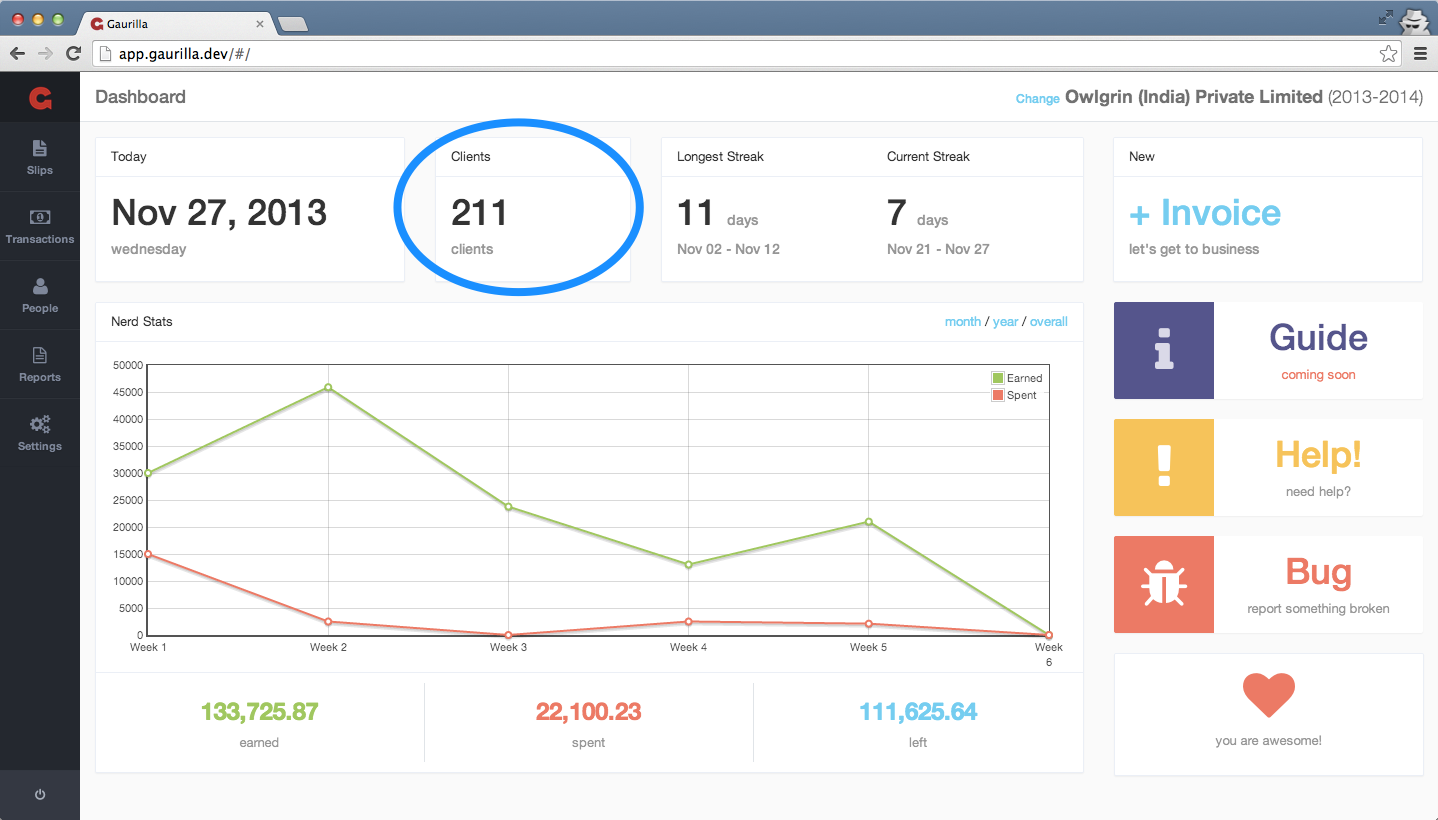 Gaurilla
app.gaurilla.dev/#/
Dashboard
Change Owlgrin (India) Private Limited (2013-2014)
Slips
Transactions
People
Reports
Settings
Today
Nov 27, 2013
wednesday
Clients
211
clients
Longest Streak
11 days
Nov 02 - Nov 12
Current Streak
7 days
Nov 21 - Nov 27
New
+ Invoice
let's get to business
Nerd Stats
month / year / overall
50000
45000
40000
35000
30000
25000
20000
15000
10000
5000
0
Earned
Spent
Week 1
Week 2
Week 3
Week 4
Week 5
Week
6
133,725.87
earned
22,100.23
spent
111,625.64
left
Guide
coming soon
Help!
need help?
Bug
report something broken
you are awesome!